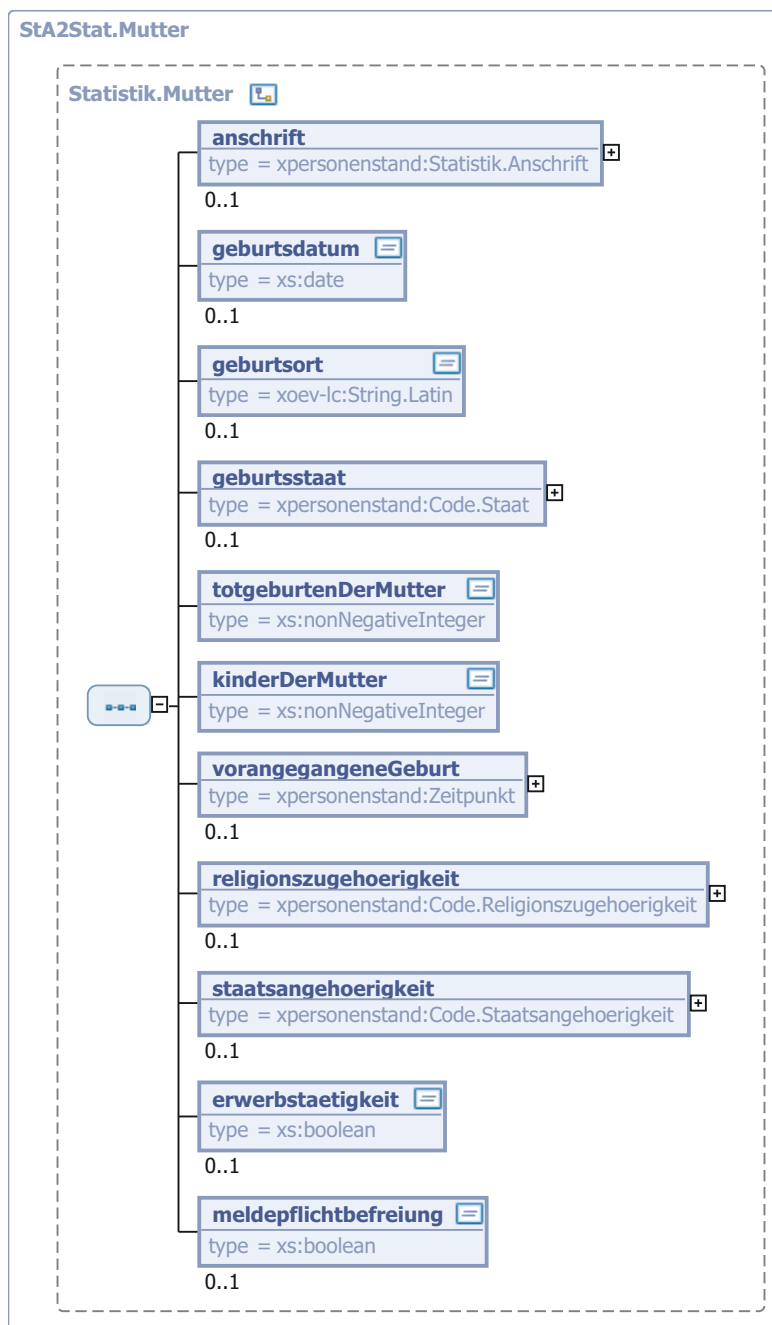 StA2Stat.Mutter
Statistik.Mutter
anschrift
type = xpersonenstand:Statistik.Anschrift
0..1
geburtsdatum
type = xs:date
0..1
geburtsort
type = xoev-lc:String.Latin
0..1
geburtsstaat
type = xpersonenstand:Code.Staat
0..1
totgeburtenDerMutter
type = xs:nonNegativeInteger
kinderDerMutter
type = xs:nonNegativeInteger
vorangegangeneGeburt
type = xpersonenstand:Zeitpunkt
0..1
religionszugehoerigkeit
type = xpersonenstand:Code.Religionszugehoerigkeit
0..1
staatsangehoerigkeit
type = xpersonenstand:Code.Staatsangehoerigkeit
0..1
erwerbstaetigkeit
type = xs:boolean
0..1
meldepflichtbefreiung
type = xs:boolean
0..1